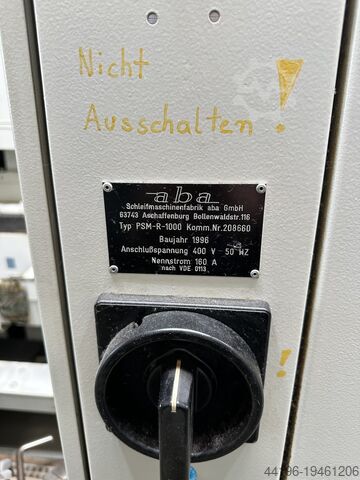 Nicht
Ausschalten !
aba
Schleifmaschinenfabrik aba GmbH
63743 Aschaffenburg Bollenwaldstr.116
Typ PSM-R-1000 Komm.Nr.208660
Baujahr 1996
Anschlußspannung 400 V - 50 HZ
Nennstrom 160 A
nach VDE 0113
!
44196-19461206